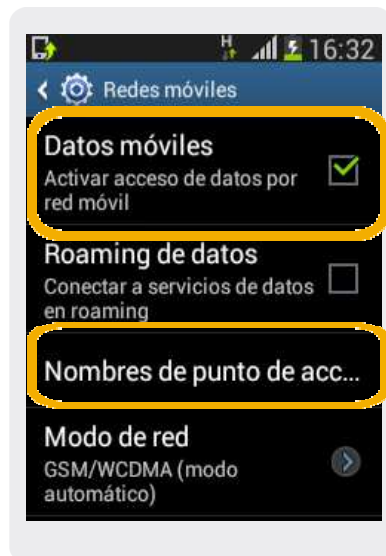 H 16:32
Redes móviles
Datos móviles
Activar acceso de datos por
red móvil
Roaming de datos
Conectar a servicios de datos
en roaming
Nombres de punto de acc...
Modo de red
GSM/WCDMA (modo
automático)